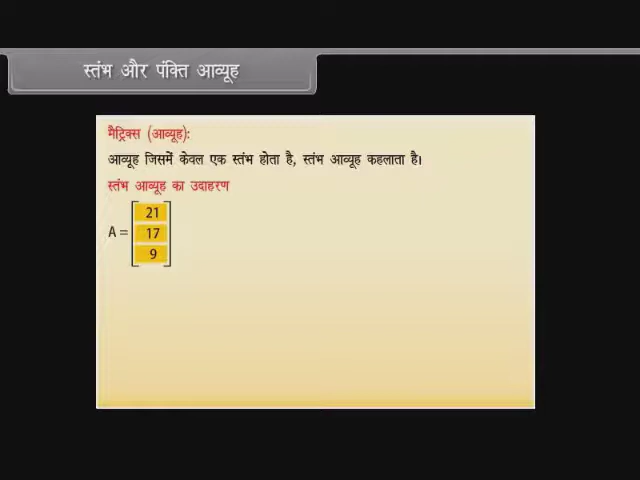 स्तंभ और पंक्ति आव्यूह
मैट्रिक्स (आव्यूह):
आव्यूह जिसमें केवल एक स्तंभ होता है, स्तंभ आव्यूह कहलाता है।
स्तंभ आव्यूह का उदाहरण
21
A = 17
9